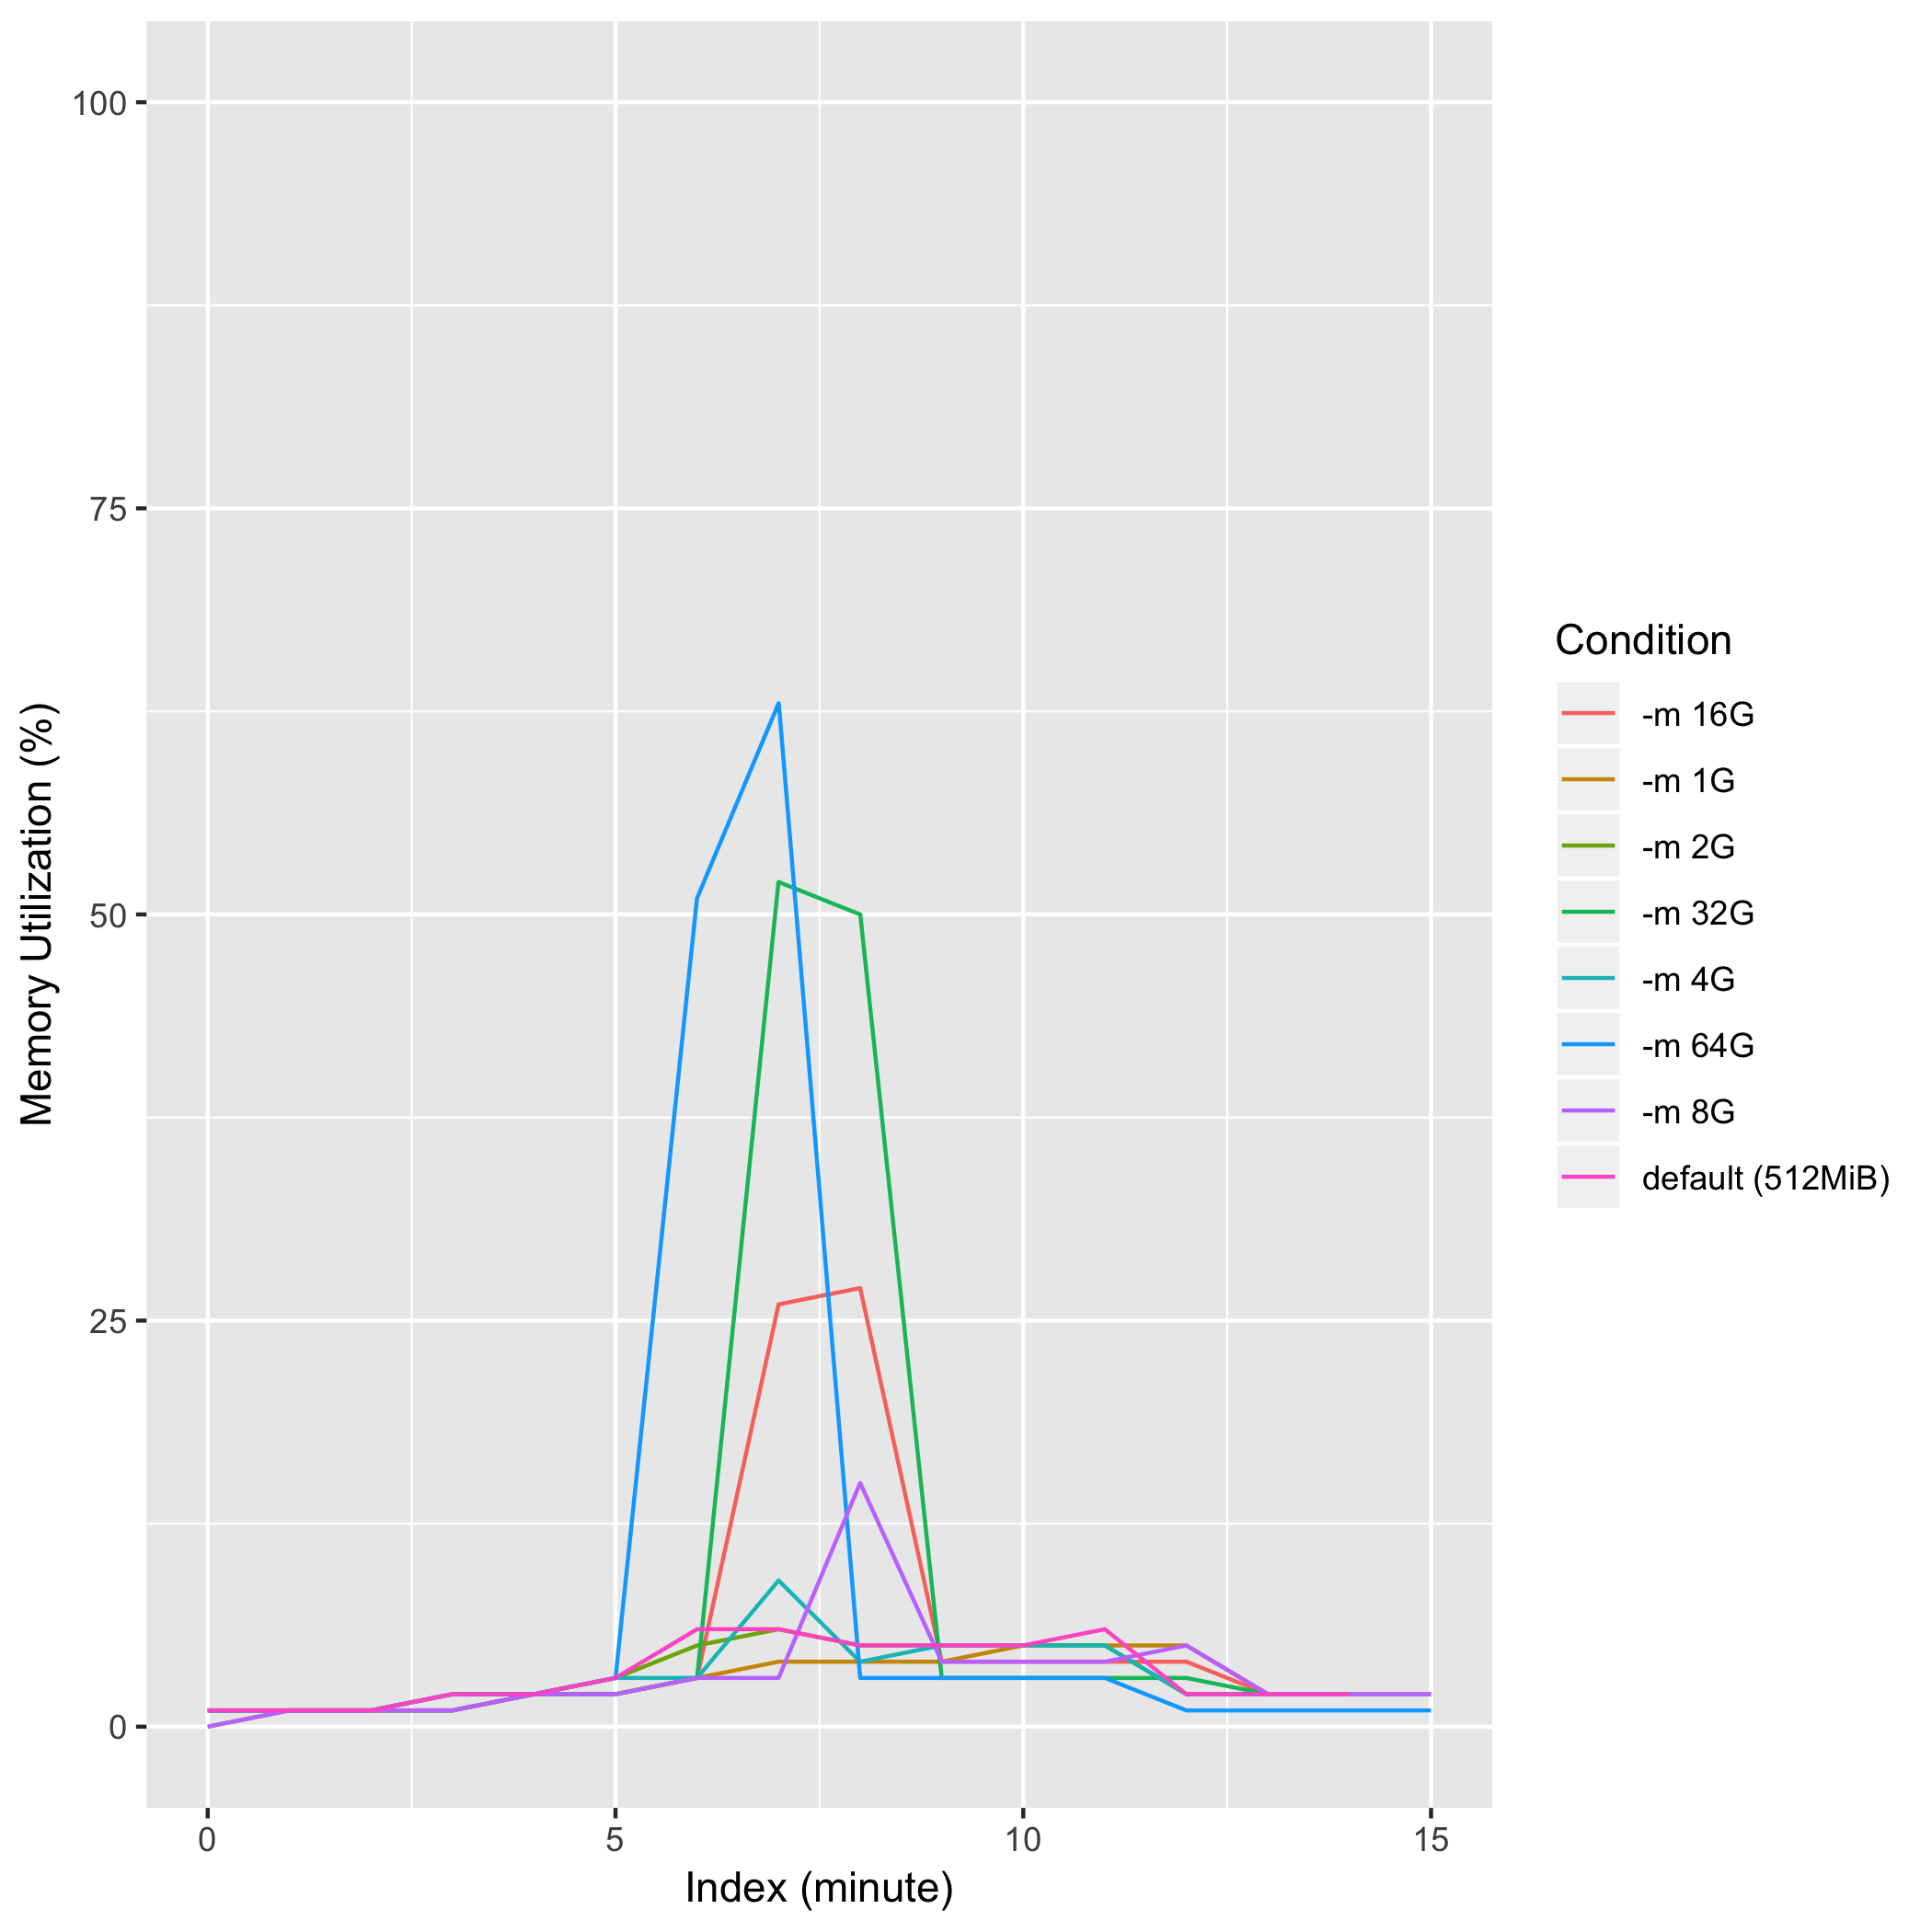 Memory Utilization (%)
100
75
50
25
0
0 5 10 15
Index (minute)
Condition
-m 16G
-m 1G
-m 2G
-m 32G
-m 4G
-m 64G
-m 8G
default (512MiB)